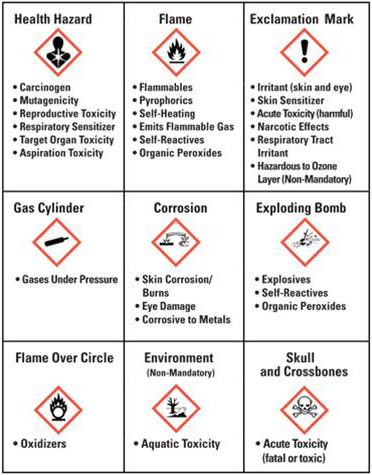 Health Hazard
• Carcinogen
• Mutagenicity
• Reproductive Toxicity
• Respiratory Sensitizer
• Target Organ Toxicity
• Aspiration Toxicity
Flame
• Flammables
• Pyrophorics
• Self-Heating
• Emits Flammable Gas
• Self-Reactives
• Organic Peroxides
Exclamation Mark
• Irritant (skin and eye)
• Skin Sensitizer
• Acute Toxicity (harmful)
• Narcotic Effects
• Respiratory Tract
Irritant
• Hazardous to Ozone
Layer (Non-Mandatory)
Gas Cylinder
• Gases Under Pressure
Corrosion
• Skin Corrosion/
Burns
• Eye Damage
• Corrosive to Metals
Exploding Bomb
• Explosives
• Self-Reactives
• Organic Peroxides
Flame Over Circle
• Oxidizers
Environment
(Non-Mandatory)
• Aquatic Toxicity
Skull
and Crossbones
• Acute Toxicity
(fatal or toxic)